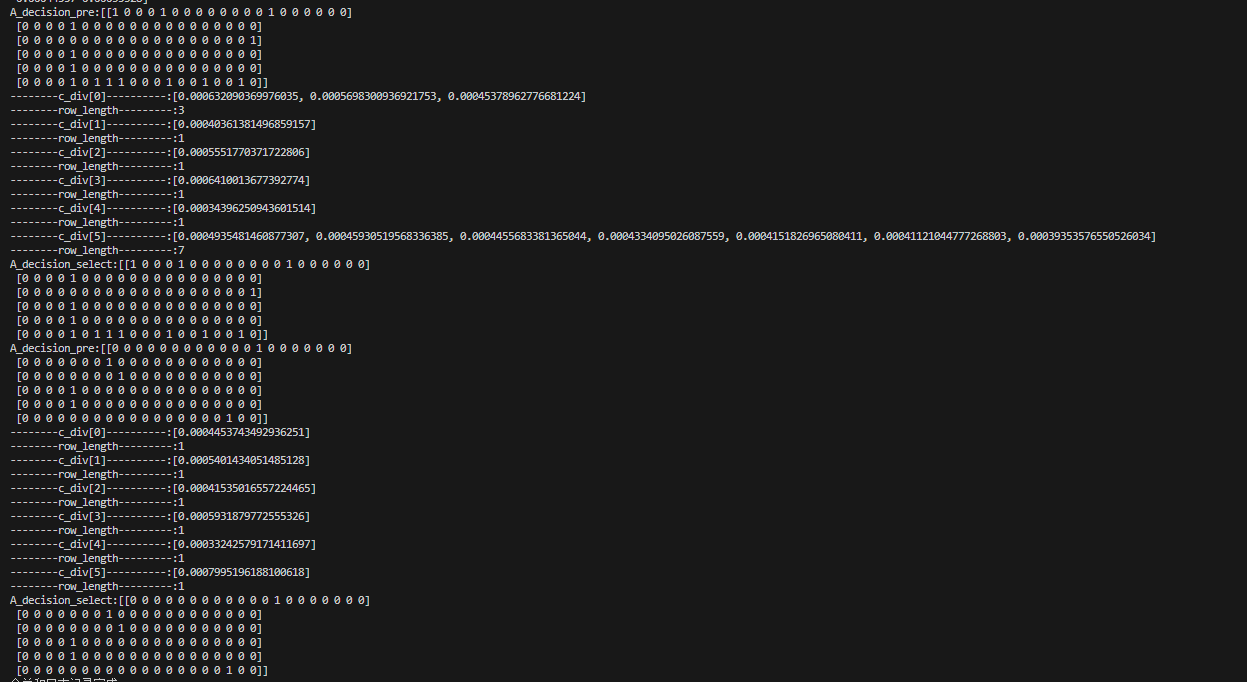 A_decision_pre:[[1 0 0 0 1 0 0 0 0 0 0 0 0 1 0 0 0 0 0 0]
[0 0 0 0 1 0 0 0 0 0 0 0 0 0 0 0 0 0 0 0]
[0 0 0 0 0 0 0 0 0 0 0 0 0 0 0 0 0 0 0 1]
[0 0 0 0 1 0 0 0 0 0 0 0 0 0 0 0 0 0 0 0]
[0 0 0 0 1 0 0 0 0 0 0 0 0 0 0 0 0 0 0 0]
[0 0 0 0 1 0 1 1 1 0 0 0 1 0 0 1 0 0 1 0]]
--------c_div[0]----------:[0.000632090369976035, 0.0005698300936921753, 0.00045378962776681224]
--------row_length---------:3
--------c_div[1]----------:[0.00040361381496859157]
--------row_length---------:1
--------c_div[2]----------:[0.0005551770371722806]
--------row_length---------:1
--------c_div[3]----------:[0.0006410013677392774]
--------row_length---------:1
--------c_div[4]----------:[0.00034396250943601514]
--------row_length---------:1
--------c_div[5]----------:[0.0004935481460877307, 0.00045930519568336385, 0.0004455683381365044, 0.0004334095026087559, 0.0004151826965080411, 0.00041121044777268803, 0.00039353576550526034]
--------row_length---------:7
A_decision_select:[[1 0 0 0 1 0 0 0 0 0 0 0 0 1 0 0 0 0 0 0]
[0 0 0 0 1 0 0 0 0 0 0 0 0 0 0 0 0 0 0 0]
[0 0 0 0 0 0 0 0 0 0 0 0 0 0 0 0 0 0 0 1]
[0 0 0 0 1 0 0 0 0 0 0 0 0 0 0 0 0 0 0 0]
[0 0 0 0 1 0 0 0 0 0 0 0 0 0 0 0 0 0 0 0]
[0 0 0 0 1 0 1 1 1 0 0 0 1 0 0 1 0 0 1 0]]
A_decision_pre:[[0 0 0 0 0 0 0 0 0 0 0 0 1 0 0 0 0 0 0 0]
[0 0 0 0 0 0 0 1 0 0 0 0 0 0 0 0 0 0 0 0]
[0 0 0 0 0 0 0 0 1 0 0 0 0 0 0 0 0 0 0 0]
[0 0 0 0 1 0 0 0 0 0 0 0 0 0 0 0 0 0 0 0]
[0 0 0 0 1 0 0 0 0 0 0 0 0 0 0 0 0 0 0 0]
[0 0 0 0 0 0 0 0 0 0 0 0 0 0 0 0 0 1 0 0]]
--------c_div[0]----------:[0.0004453743492936251]
--------row_length---------:1
--------c_div[1]----------:[0.0005401434051485128]
--------row_length---------:1
--------c_div[2]----------:[0.00041535016557224465]
--------row_length---------:1
--------c_div[3]----------:[0.0005931879772555326]
--------row_length---------:1
--------c_div[4]----------:[0.00033242579171411697]
--------row_length---------:1
--------c_div[5]----------:[0.0007995196188100618]
--------row_length---------:1
A_decision_select:[[0 0 0 0 0 0 0 0 0 0 0 0 1 0 0 0 0 0 0 0]
[0 0 0 0 0 0 0 1 0 0 0 0 0 0 0 0 0 0 0 0]
[0 0 0 0 0 0 0 0 1 0 0 0 0 0 0 0 0 0 0 0]
[0 0 0 0 1 0 0 0 0 0 0 0 0 0 0 0 0 0 0 0]
[0 0 0 0 1 0 0 0 0 0 0 0 0 0 0 0 0 0 0 0]
[0 0 0 0 0 0 0 0 0 0 0 0 0 0 0 0 0 1 0 0]]